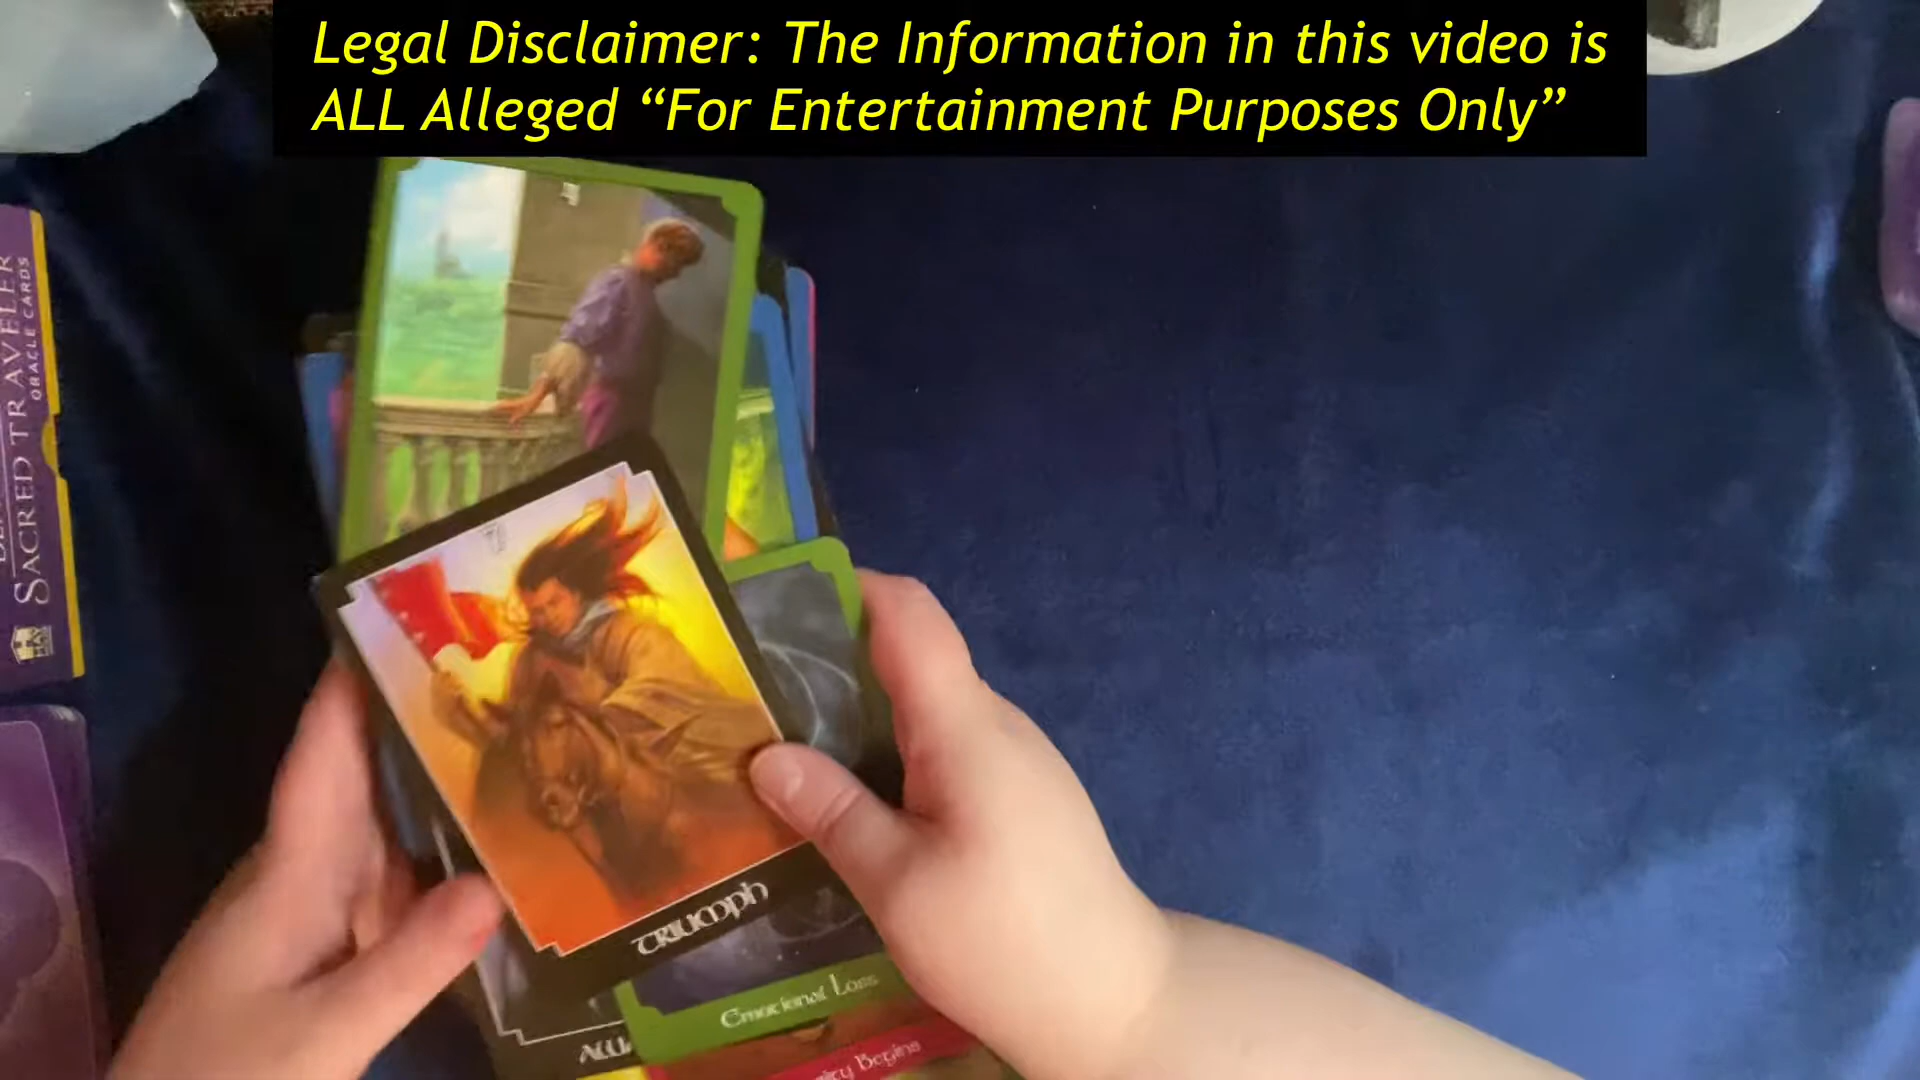 Legal Disclaimer: The Information in this video is
ALL Alleged “For Entertainment Purposes Only”
SACRED TRAVELER
ORACLE CARDS
TRIUMPH
Emotional Loss
Begins